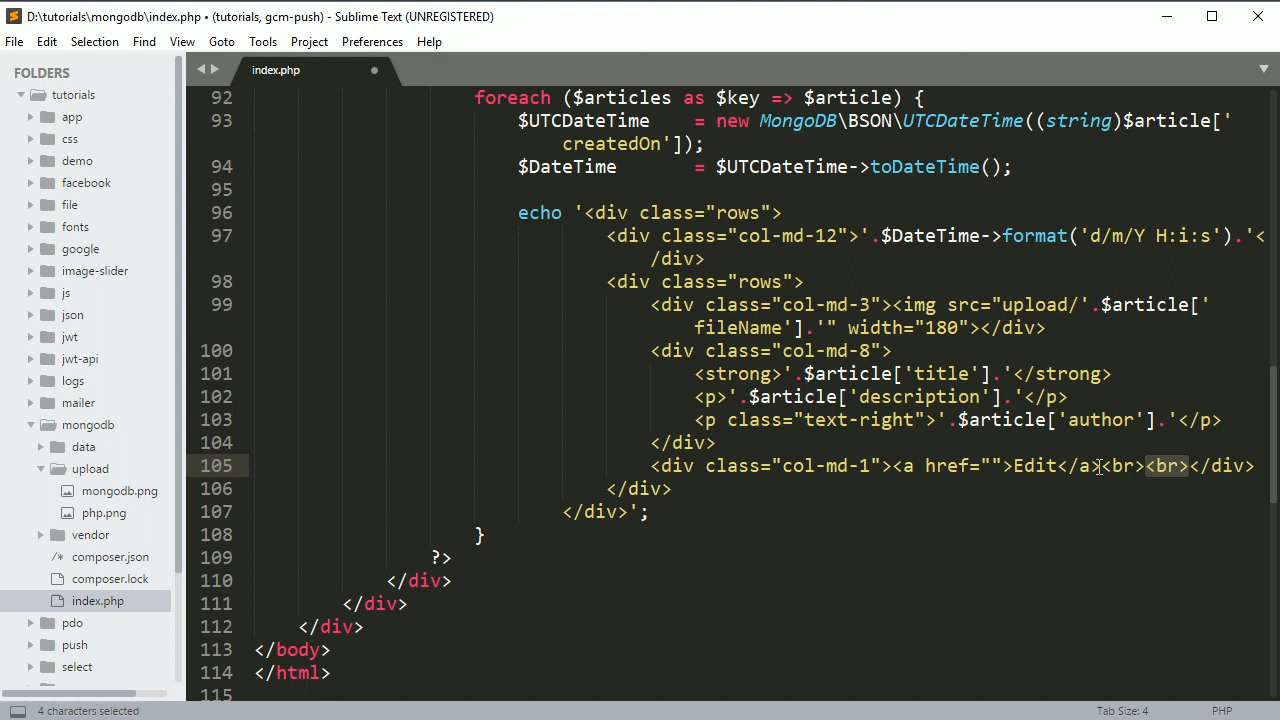 D:\tutorials\mongodb\index.php • (tutorials, gcm-push) - Sublime Text (UNREGISTERED)
File Edit Selection Find View Goto Tools Project Preferences Help
FOLDERS
tutorials
app
css
demo
facebook
file
fonts
google
image-slider
js
json
jwt
jwt-api
logs
mailer
mongodb
data
upload
mongodb.png
php.png
vendor
/* composer.json
composer.lock
index.php
pdo
push
select
index.php
92 foreach ($articles as $key => $article) {
93 $UTCDateTime = new MongoDB\BSON\UTCDateTime((string)$article['
createdOn']);
94 $DateTime = $UTCDateTime->toDateTime();
95
96 echo '<div class="rows">
97 <div class="col-md-12">'.$DateTime->format('d/m/Y H:i:s').'<
/div>
98 <div class="rows">
99 <div class="col-md-3"><img src="upload/'.$article['
fileName'].'" width="180"></div>
100 <div class="col-md-8">
101 <strong>'.$article['title'].'</strong>
102 <p>'.$article['description'].'</p>
103 <p class="text-right">'.$article['author'].'</p>
104 </div>
105 <div class="col-md-1"><a href="">Edit</a><br><br></div>
106 </div>
107 </div>';
108 }
109 ?>
110 </div>
111 </div>
112 </div>
113 </body>
114 </html>
115
4 characters selected
Tab Size: 4
PHP